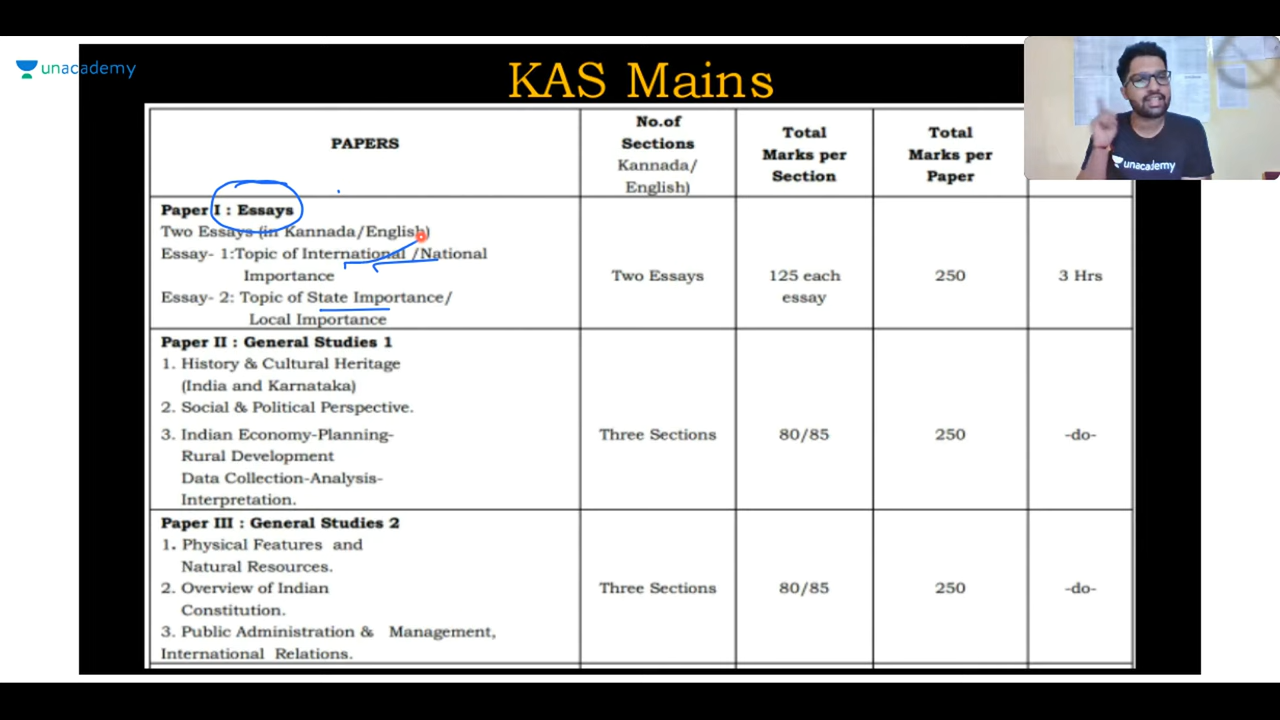 unacademy
KAS Mains
PAPERS
No.of
Sections
Kannada/
English)
Total
Marks per
Section
Total
Marks per
Paper
Paper I : Essays
Two Essays (in Kannada/English)
Essay- 1:Topic of International /National
Importance
Essay- 2: Topic of State Importance/
Local Importance
Two Essays
125 each
essay
250
3 Hrs
Paper II : General Studies 1
1. History & Cultural Heritage
(India and Karnataka)
2. Social & Political Perspective.
3. Indian Economy-Planning-
Rural Development
Data Collection-Analysis-
Interpretation.
Three Sections
80/85
250
-do-
Paper III : General Studies 2
1. Physical Features and
Natural Resources.
2. Overview of Indian
Constitution.
3. Public Administration & Management,
International Relations.
Three Sections
80/85
250
-do-
unacademy